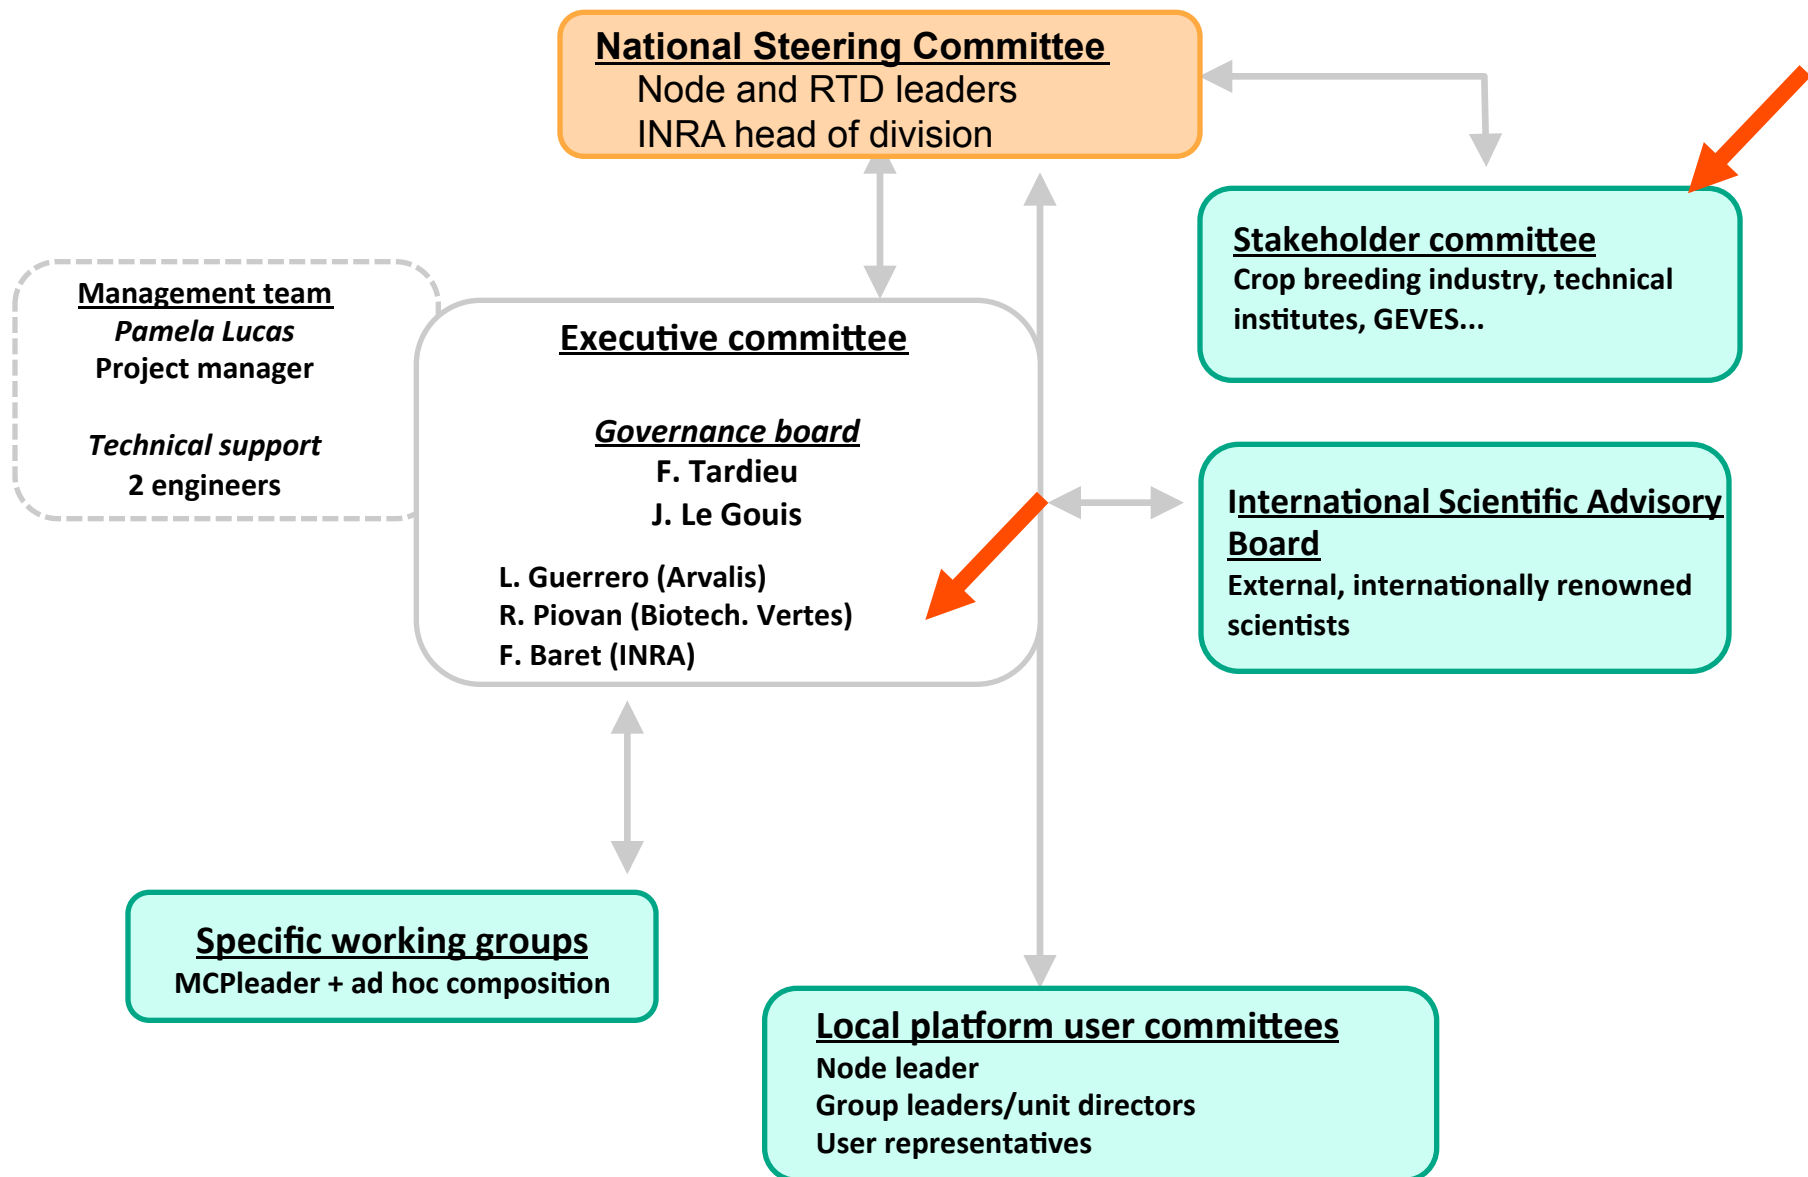 National Steering Committee
Node and RTD leaders
INRA head of division
Stakeholder committee
Crop breeding industry, technical
institutes, GEVES...
Management team
Pamela Lucas
Project manager
Technical support
2 engineers
Executive committee
Governance board
F. Tardieu
J. Le Gouis
L. Guerrero (Arvalis)
R. Piovan (Biotech. Vertes)
F. Baret (INRA)
International Scientific Advisory
Board
External, internationally renowned
scientists
Specific working groups
MCPleader + ad hoc composition
Local platform user committees
Node leader
Group leaders/unit directors
User representatives